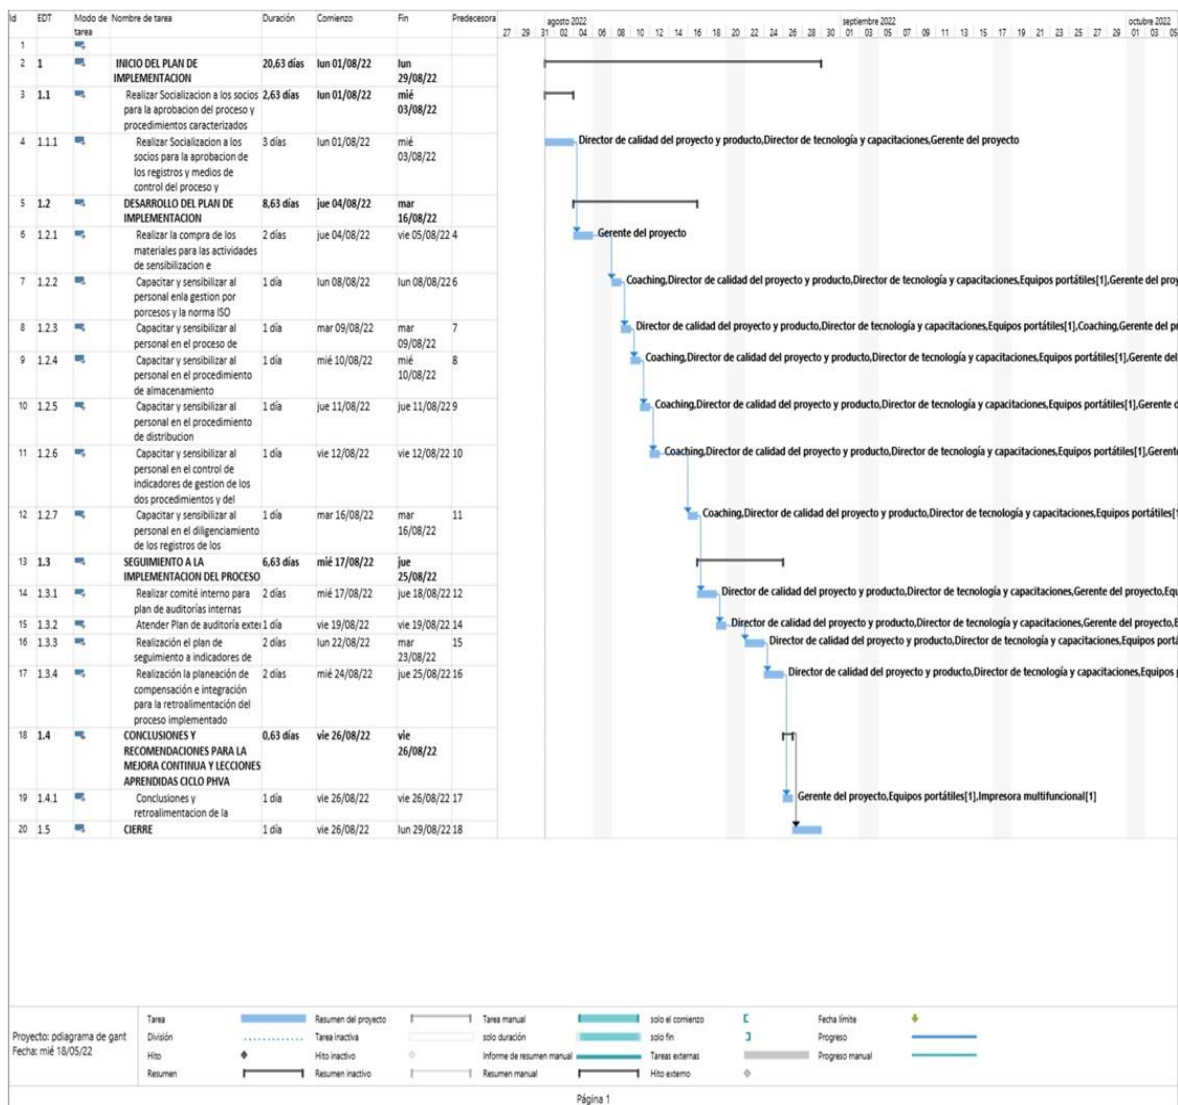 Id EDT Modo de tarea Nombre de tarea Duración Comienzo Fin Predecesora
agosto 2022 septiembre 2022 octubre 2022
27 29 31 02 04 06 08 10 12 14 16 18 20 22 24 26 28 30 01 03 05 07 09 11 13 15 17 19 21 23 25 27 29 01 03 05
1
2 1 INICIO DEL PLAN DE 20,63 días lun 01/08/22 lun
IMPLEMENTACION 29/08/22
3 1.1 Realizar Socializacion a los socios 2,63 días lun 01/08/22 mié
para la aprobacion del proceso y 03/08/22
procedimientos caracterizados
4 1.1.1 Realizar Socializacion a los 3 días lun 01/08/22 mié Director de calidad del proyecto y producto,Director de tecnología y capacitaciones,Gerente del proyecto
socios para la aprobacion de 03/08/22
los registros y medios de
control del proceso y
5 1.2 DESARROLLO DEL PLAN DE 8,63 días jue 04/08/22 mar
IMPLEMENTACION 16/08/22
6 1.2.1 Realizar la compra de los 2 días jue 04/08/22 vie 05/08/22 4 Gerente del proyecto
materiales para las actividades
de sensibilizacion e
7 1.2.2 Capacitar y sensibilizar al 1 día lun 08/08/22 lun 08/08/22 6 Coaching,Director de calidad del proyecto y producto,Director de tecnología y capacitaciones,Equipos portátiles[1],Gerente del proy
personal enla gestion por
porcesos y la norma ISO
8 1.2.3 Capacitar y sensibilizar al 1 día mar 09/08/22 mar 7 Director de calidad del proyecto y producto,Director de tecnología y capacitaciones,Equipos portátiles[1],Coaching,Gerente del pr
personal en el proceso de 09/08/22
9 1.2.4 Capacitar y sensibilizar al 1 día mié 10/08/22 mié 8 Coaching,Director de calidad del proyecto y producto,Director de tecnología y capacitaciones,Equipos portátiles[1],Gerente del
personal en el procedimiento 10/08/22
de almacenamiento
10 1.2.5 Capacitar y sensibilizar al 1 día jue 11/08/22 jue 11/08/22 9 Coaching,Director de calidad del proyecto y producto,Director de tecnología y capacitaciones,Equipos portátiles[1],Gerente d
personal en el procedimiento
de distribucion
11 1.2.6 Capacitar y sensibilizar al 1 día vie 12/08/22 vie 12/08/22 10 Coaching,Director de calidad del proyecto y producto,Director de tecnología y capacitaciones,Equipos portátiles[1],Gerent
personal en el control de
indicadores de gestion de los
dos procedimientos y del
12 1.2.7 Capacitar y sensibilizar al 1 día mar 16/08/22 mar 11 Coaching,Director de calidad del proyecto y producto,Director de tecnología y capacitaciones,Equipos portátiles[1
personal en el diligenciamiento 16/08/22
de los registros de los
13 1.3 SEGUIMIENTO A LA 6,63 días mié 17/08/22 jue
IMPLEMENTACION DEL PROCESO 25/08/22
14 1.3.1 Realizar comité interno para 2 días mié 17/08/22 jue 18/08/22 12 Director de calidad del proyecto y producto,Director de tecnología y capacitaciones,Gerente del proyecto,Equ
plan de auditorías internas
15 1.3.2 Atender Plan de auditoría exte 1 día vie 19/08/22 vie 19/08/22 14 Director de calidad del proyecto y producto,Director de tecnología y capacitaciones,Gerente del proyecto,E
16 1.3.3 Realización el plan de 2 días lun 22/08/22 mar 15 Director de calidad del proyecto y producto,Director de tecnología y capacitaciones,Equipos portá
seguimiento a indicadores de 23/08/22
17 1.3.4 Realización la planeación de 2 días mié 24/08/22 jue 25/08/22 16 Director de calidad del proyecto y producto,Director de tecnología y capacitaciones,Equipos p
compensación e integración
para la retroalimentación del
proceso implementado
18 1.4 CONCLUSIONES Y 0,63 días vie 26/08/22 vie
RECOMENDACIONES PARA LA 26/08/22
MEJORA CONTINUA Y LECCIONES
APRENDIDAS CICLO PHVA
19 1.4.1 Conclusiones y 1 día vie 26/08/22 vie 26/08/22 17 Gerente del proyecto,Equipos portátiles[1],Impresora multifuncional[1]
retroalimentacion de la
20 1.5 CIERRE 1 día vie 26/08/22 lun 29/08/22 18
Proyecto: pdiagrama de gant
Fecha: mié 18/05/22
Tarea Resumen del proyecto Tarea manual solo el comienzo Fecha límite
División Tarea inactiva solo duración solo fin Progreso
Hito Hito inactivo Informe de resumen manual Tareas externas Progreso manual
Resumen Resumen inactivo Resumen manual Hito externo
Página 1